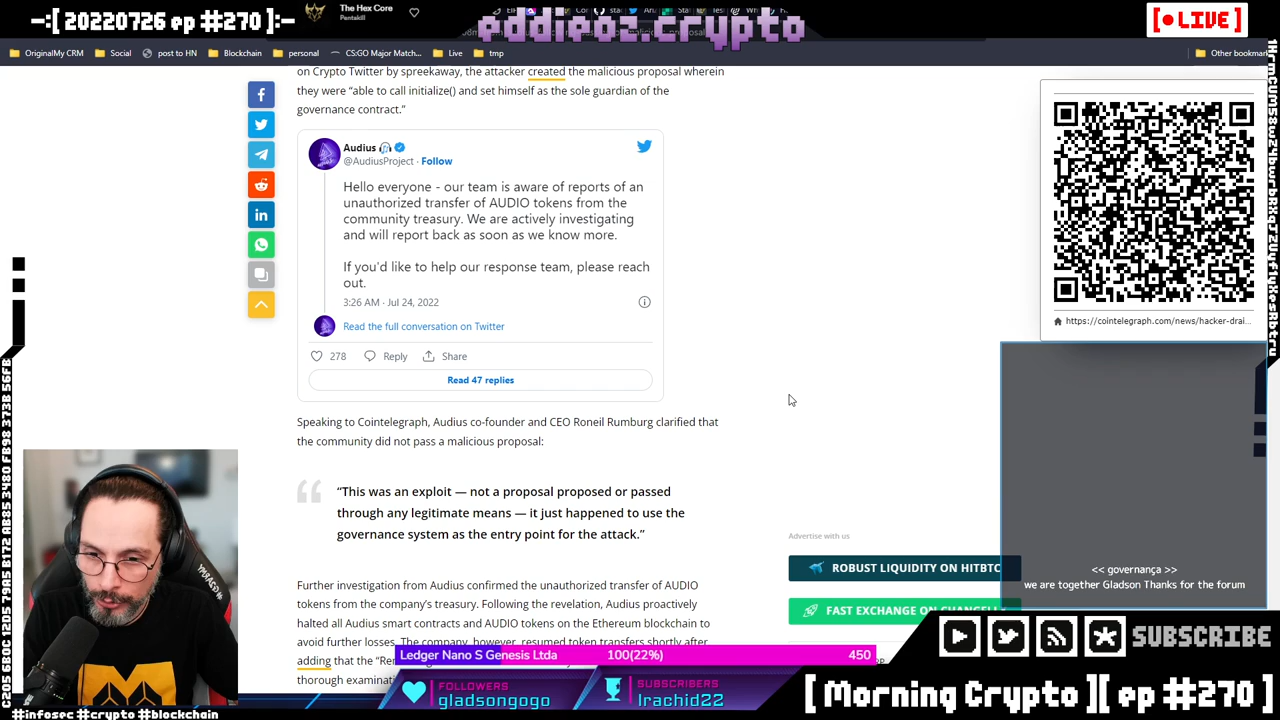 -:[ 20220726 ep #270 ]:-
The Hex Core
Pentakill
eddieoz.crypto
[ LIVE ]
OriginalMy CRM
Social
post to HN
Blockchain
personal
CS:GO Major Match...
Live
tmp
Other bookmar
on Crypto Twitter by spreekaway, the attacker created the malicious proposal wherein
they were “able to call initialize() and set himself as the sole guardian of the
governance contract.”
Audius
@AudiusProject · Follow
Hello everyone - our team is aware of reports of an
unauthorized transfer of AUDIO tokens from the
community treasury. We are actively investigating
and will report back as soon as we know more.
If you'd like to help our response team, please reach
out.
3:26 AM · Jul 24, 2022
Read the full conversation on Twitter
278 Reply Share
Read 47 replies
https://cointelegraph.com/news/hacker-drai...
Speaking to Cointelegraph, Audius co-founder and CEO Roneil Rumburg clarified that
the community did not pass a malicious proposal:
“This was an exploit — not a proposal proposed or passed
through any legitimate means — it just happened to use the
governance system as the entry point for the attack.”
Further investigation from Audius confirmed the unauthorized transfer of AUDIO
tokens from the company's treasury. Following the revelation, Audius proactively
halted all Audius smart contracts and AUDIO tokens on the Ethereum blockchain to
avoid further losses. The company, however, resumed token transfers shortly after,
adding that the
thorough
Advertise with us
ROBUST LIQUIDITY ON HITBTC
FAST EXCHANGE ON CHANGELL
<< governança >>
we are together Gladson Thanks for the forum
Ledger Nano S Genesis Ltda 100(22%) 450
FOLLOWERS
gladsongogo
SUBSCRIBERS
lrachid22
SUBSCRIBE
[ Morning Crypto ][ ep #270 ]
#infosec #crypto #blockchain